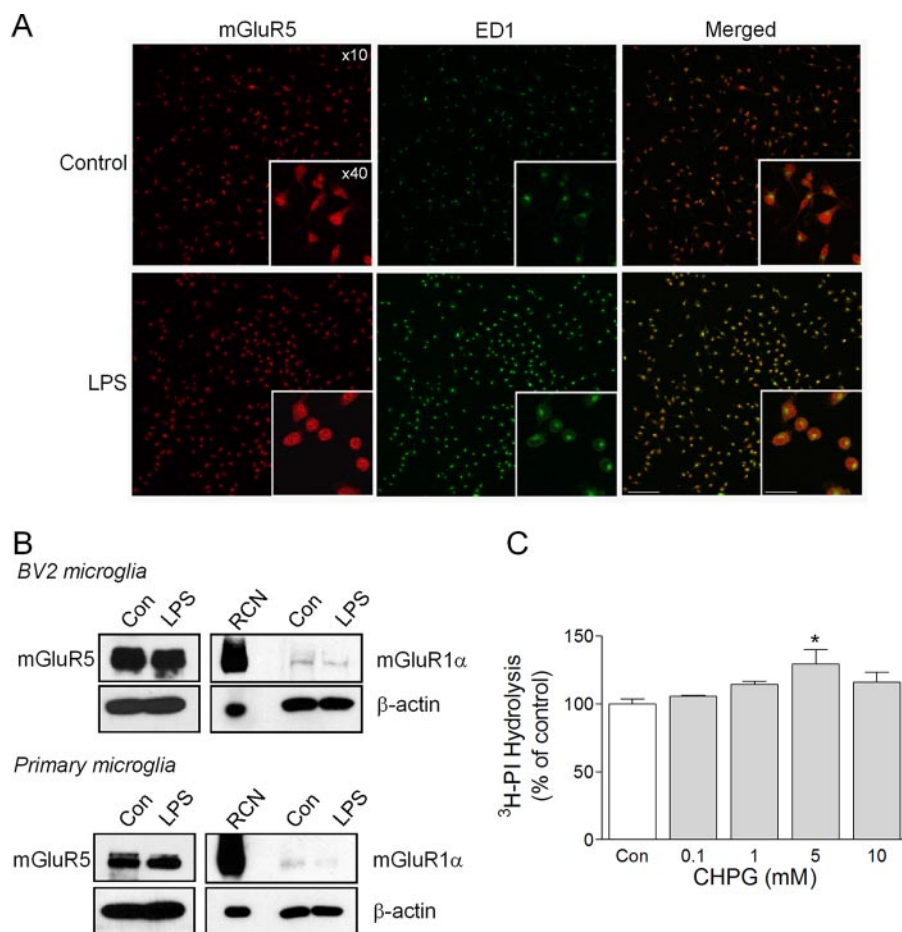 A
mGluR5 ED1 Merged
Control
x10
x40
LPS
B
BV2 microglia
Con LPS RCN Con LPS
mGluR5 mGluR1α
β-actin
Primary microglia
Con LPS RCN Con LPS
mGluR5 mGluR1α
β-actin
C
³H-PI Hydrolysis
(% of control)
150
100
50
0
*
Con 0.1 1 5 10
CHPG (mM)